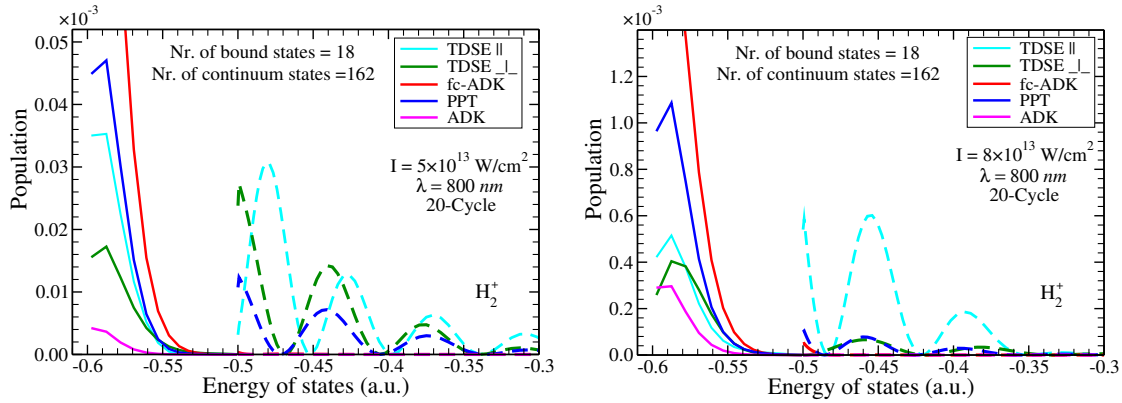 ×10⁻³
0.05
0.04
0.03
0.02
0.01
0.00
Population
Nr. of bound states = 18
Nr. of continuum states =162
TDSE ||
TDSE _|_
fc-ADK
PPT
ADK
I = 5×10¹³ W/cm²
λ = 800 nm
20-Cycle
H₂⁺
-0.6 -0.55 -0.5 -0.45 -0.4 -0.35 -0.3
Energy of states (a.u.)
×10⁻³
1.2
1.0
0.8
0.6
0.4
0.2
0.0
Population
Nr. of bound states = 18
Nr. of continuum states =162
TDSE ||
TDSE _|_
fc-ADK
PPT
ADK
I = 8×10¹³ W/cm²
λ = 800 nm
20-Cycle
H₂⁺
-0.6 -0.55 -0.5 -0.45 -0.4 -0.35 -0.3
Energy of states (a.u.)